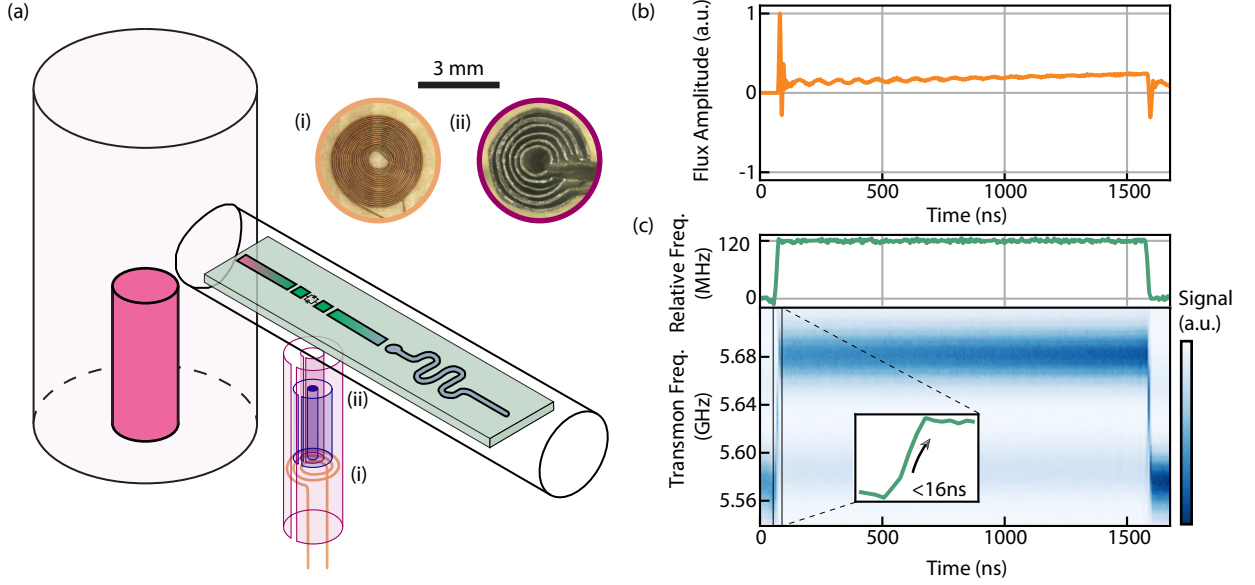 (a)
3 mm
(i)
(ii)
(ii)
(i)
(b)
Flux Amplitude (a.u.)
1
0
-1
0
500
1000
1500
Time (ns)
(c)
Relative Freq.
(MHz)
120
0
Signal
(a.u.)
Transmon Freq.
(GHz)
5.68
5.64
5.60
5.56
<16ns
0
500
1000
1500
Time (ns)